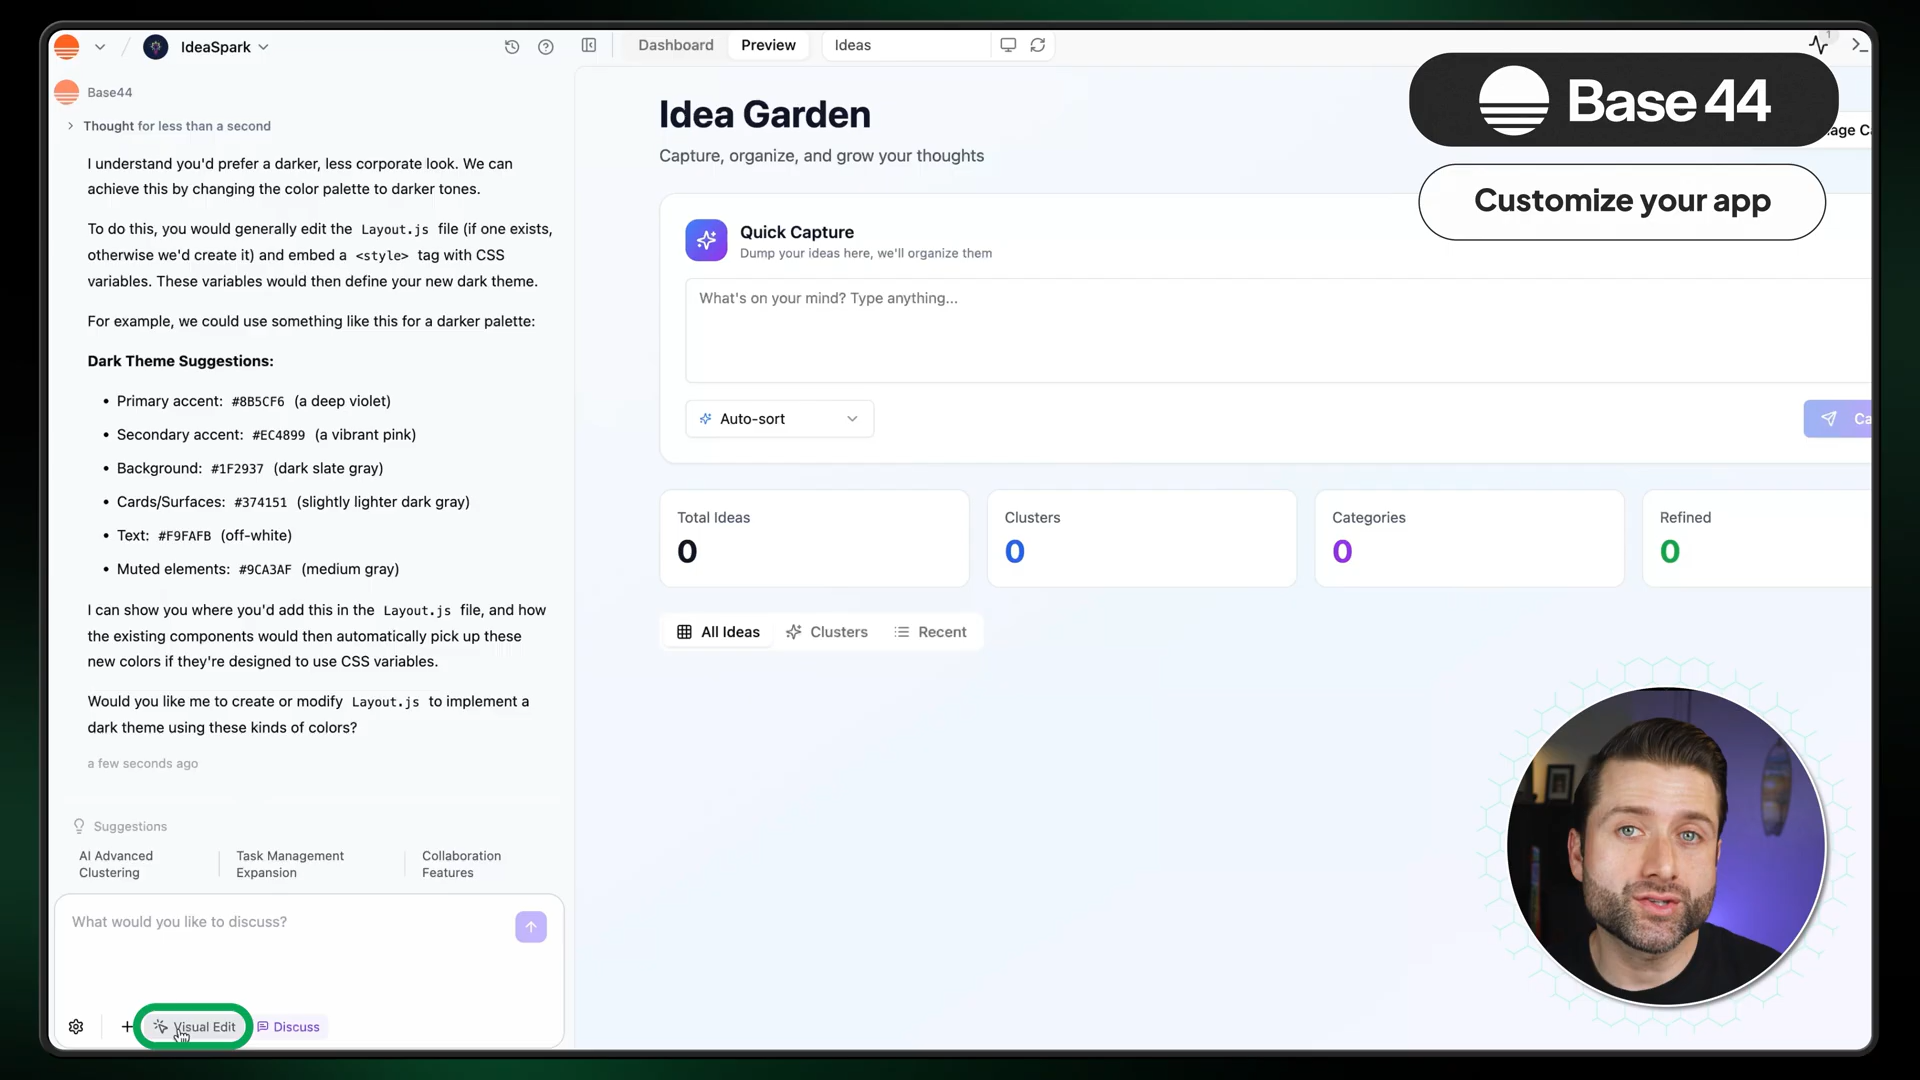 IdeaSpark
Dashboard
Preview
Ideas
1
Base 44
Customize your app
Base44
Thought for less than a second
I understand you'd prefer a darker, less corporate look. We can
achieve this by changing the color palette to darker tones.
To do this, you would generally edit the Layout.js file (if one exists,
otherwise we'd create it) and embed a <style> tag with CSS
variables. These variables would then define your new dark theme.
For example, we could use something like this for a darker palette:
Dark Theme Suggestions:
• Primary accent: #8B5CF6 (a deep violet)
• Secondary accent: #EC4899 (a vibrant pink)
• Background: #1F2937 (dark slate gray)
• Cards/Surfaces: #374151 (slightly lighter dark gray)
• Text: #F9FAFB (off-white)
• Muted elements: #9CA3AF (medium gray)
I can show you where you'd add this in the Layout.js file, and how
the existing components would then automatically pick up these
new colors if they're designed to use CSS variables.
Would you like me to create or modify Layout.js to implement a
dark theme using these kinds of colors?
a few seconds ago
Suggestions
AI Advanced
Clustering
Task Management
Expansion
Collaboration
Features
What would you like to discuss?
Visual Edit
Discuss
Idea Garden
Capture, organize, and grow your thoughts
Quick Capture
Dump your ideas here, we'll organize them
What's on your mind? Type anything...
Auto-sort
Total Ideas
0
Clusters
0
Categories
0
Refined
0
All Ideas
Clusters
Recent